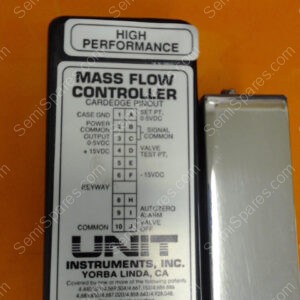 HIGH
PERFORMANCE
MASS FLOW
CONTROLLER
CARDEDGE PINOUT
CASE GND 1 A SET PT. 0-5VDC
POWER COMMON 2 B SIGNAL COMMON
OUTPUT 0-5VDC 3 C
+ 15VDC 4 D VALVE TEST PT.
5 E
6 F - 15VDC
KEYWAY
8 H
9 AUTOZERO ALARM
COMMON 10 J VALVE OFF
UNIT
INSTRUMENTS, INC.
YORBA LINDA, CA
SemiSpares.com